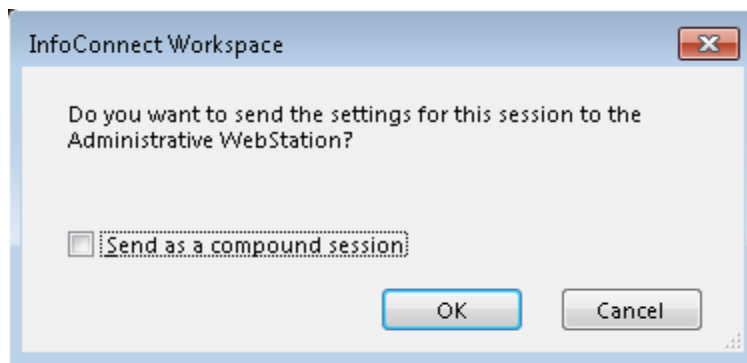 InfoConnect Workspace
Do you want to send the settings for this session to the
Administrative WebStation?
Send as a compound session
OK Cancel